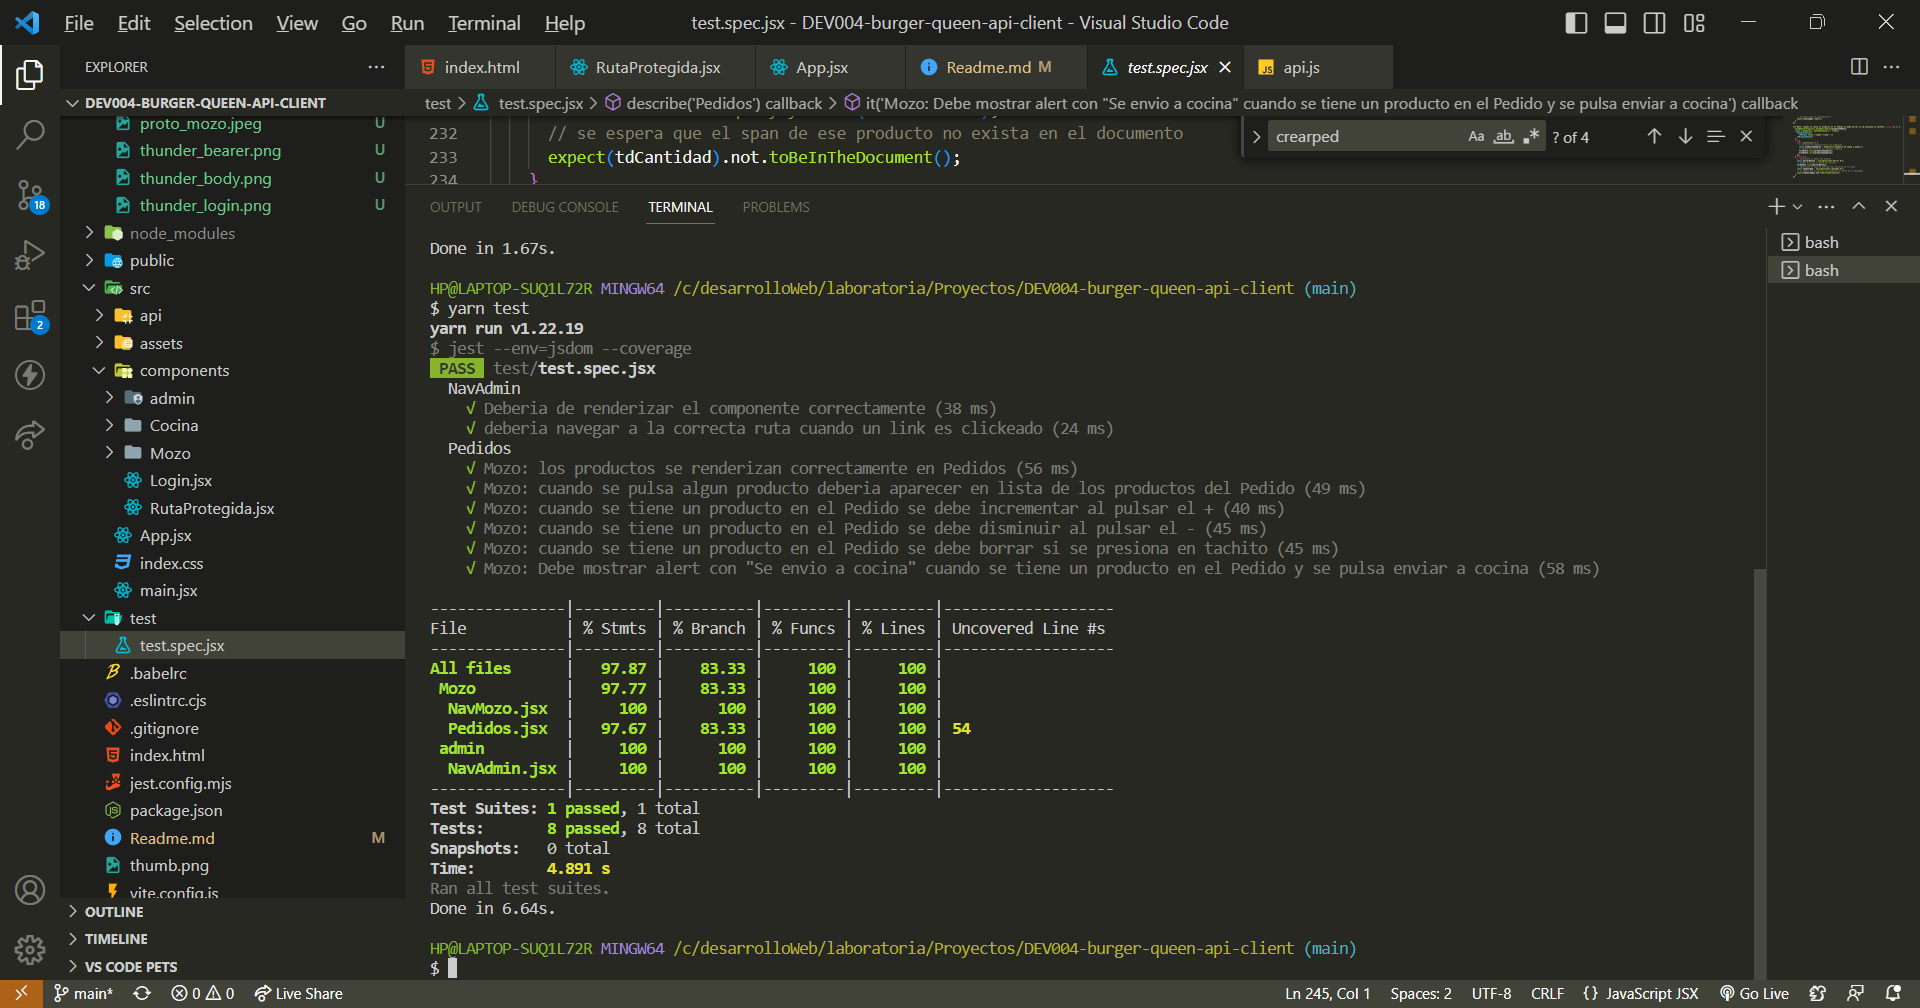 File Edit Selection View Go Run Terminal Help test.spec.jsx - DEV004-burger-queen-api-client - Visual Studio Code
EXPLORER
index.html RutaProtegida.jsx App.jsx Readme.md M test.spec.jsx api.js
DEV004-BURGER-QUEEN-API-CLIENT
test > test.spec.jsx > describe('Pedidos') callback > it('Mozo: Debe mostrar alert con "Se envio a cocina" cuando se tiene un producto en el Pedido y se pulsa enviar a cocina') callback
proto_mozo.jpeg U
thunder_bearer.png U
thunder_body.png U
thunder_login.png U
node_modules
public
src
api
assets
components
admin
Cocina
Mozo
Login.jsx
RutaProtegida.jsx
App.jsx
index.css
main.jsx
test
test.spec.jsx
.babelrc
.eslintrc.cjs
.gitignore
index.html
jest.config.mjs
package.json
Readme.md M
thumb.png
vite.config.js
OUTLINE
TIMELINE
VS CODE PETS
18
2
232 // se espera que el span de ese producto no exista en el documento
233 expect(tdCantidad).not.toBeInTheDocument();
234 }
crearped Aa ab ? of 4
OUTPUT DEBUG CONSOLE TERMINAL PROBLEMS
bash
bash
Done in 1.67s.
HP@LAPTOP-SUQ1L72R MINGW64 /c/desarrolloWeb/laboratoria/Proyectos/DEV004-burger-queen-api-client (main)
$ yarn test
yarn run v1.22.19
$ jest --env=jsdom --coverage
PASS test/test.spec.jsx
NavAdmin
√ Deberia de renderizar el componente correctamente (38 ms)
√ deberia navegar a la correcta ruta cuando un link es clickeado (24 ms)
Pedidos
√ Mozo: los productos se renderizan correctamente en Pedidos (56 ms)
√ Mozo: cuando se pulsa algun producto deberia aparecer en lista de los productos del Pedido (49 ms)
√ Mozo: cuando se tiene un producto en el Pedido se debe incrementar al pulsar el + (40 ms)
√ Mozo: cuando se tiene un producto en el Pedido se debe disminuir al pulsar el - (45 ms)
√ Mozo: cuando se tiene un producto en el Pedido se debe borrar si se presiona en tachito (45 ms)
√ Mozo: Debe mostrar alert con "Se envio a cocina" cuando se tiene un producto en el Pedido y se pulsa enviar a cocina (58 ms)
---------------|---------|----------|---------|---------|-------------------
File | % Stmts | % Branch | % Funcs | % Lines | Uncovered Line #s
---------------|---------|----------|---------|---------|-------------------
All files | 97.87 | 83.33 | 100 | 100 |
Mozo | 97.77 | 83.33 | 100 | 100 |
NavMozo.jsx | 100 | 100 | 100 | 100 |
Pedidos.jsx | 97.67 | 83.33 | 100 | 100 | 54
admin | 100 | 100 | 100 | 100 |
NavAdmin.jsx | 100 | 100 | 100 | 100 |
---------------|---------|----------|---------|---------|-------------------
Test Suites: 1 passed, 1 total
Tests: 8 passed, 8 total
Snapshots: 0 total
Time: 4.891 s
Ran all test suites.
Done in 6.64s.
HP@LAPTOP-SUQ1L72R MINGW64 /c/desarrolloWeb/laboratoria/Proyectos/DEV004-burger-queen-api-client (main)
$
main* 0 0 Live Share Ln 245, Col 1 Spaces: 2 UTF-8 CRLF {} JavaScript JSX Go Live